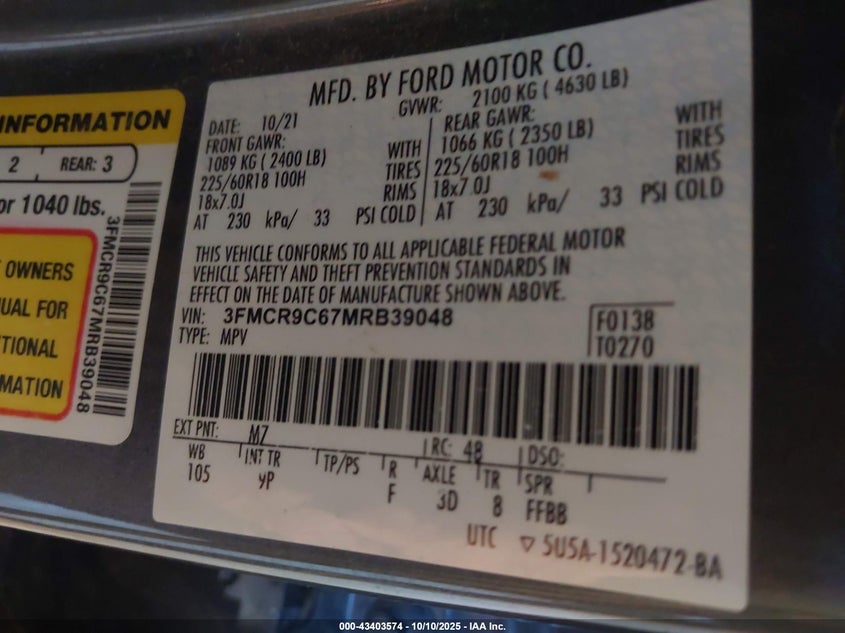 INFORMATION
2 REAR: 3
or 1040 lbs.
OWNERS
UAL FOR
TIONAL
MATION
3FMCR9C67MRB39048
MFD. BY FORD MOTOR CO.
DATE: 10/21 GVWR: 2100 KG ( 4630 LB)
FRONT GAWR: REAR GAWR:
1089 KG ( 2400 LB) WITH 1066 KG ( 2350 LB) WITH
225/60R18 100H TIRES 225/60R18 100H TIRES
18x7.0J RIMS 18x7.0J RIMS
AT 230 kPa/ 33 PSI COLD AT 230 kPa/ 33 PSI COLD
THIS VEHICLE CONFORMS TO ALL APPLICABLE FEDERAL MOTOR
VEHICLE SAFETY AND THEFT PREVENTION STANDARDS IN
EFFECT ON THE DATE OF MANUFACTURE SHOWN ABOVE.
VIN: 3FMCR9C67MRB39048 F0138
TYPE: MPV T0270
EXT PNT: M7 RC: 48 DSO:
WB INT TR TP/PS R AXLE TR SPR
105 yP F 3D 8 FFBB
UTC ▽ 5U5A-1520472-BA
000-43403574 | 10/10/2025 - IAA Inc.